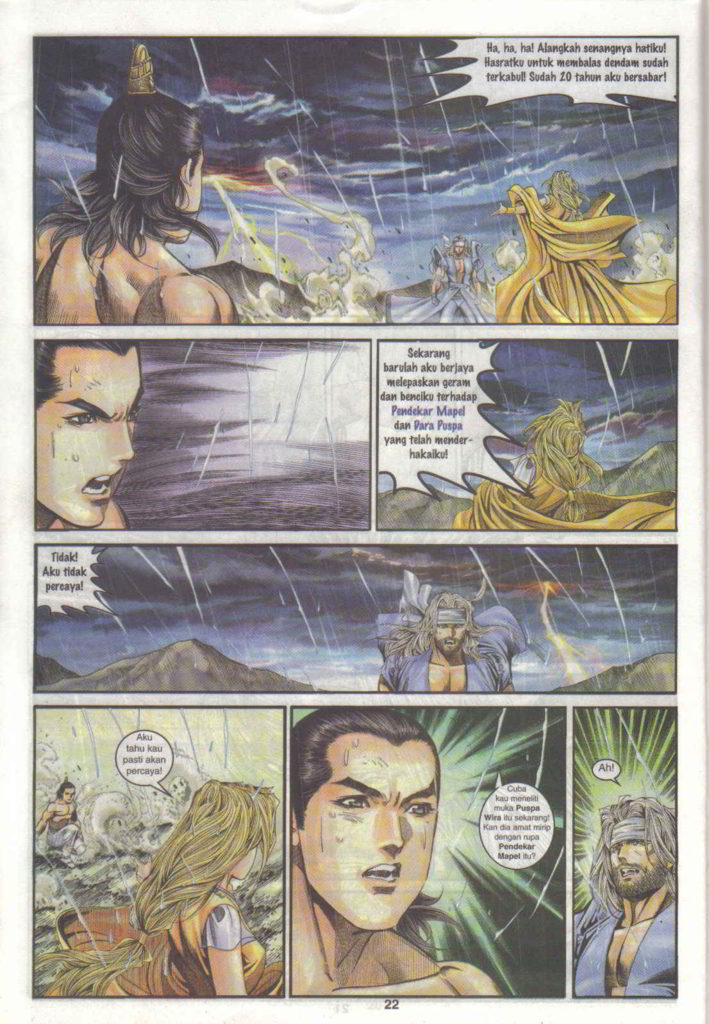 Ha, ha, ha! Alangkah senangnya hatiku!
Hasratku untuk membalas dendam sudah
terkabul! Sudah 20 tahun aku bersabar!
Sekarang
barulah aku berjaya
melepaskan geram
dan benciku terhadap
Pendekar Mapel
dan Dara Puspa
yang telah mender-
hakaiku!
Tidak!
Aku tidak
percaya!
Aku
tahu kau
pasti akan
percaya!
Cuba
kau meneliti
muka Puspa
Wira itu sekarang!
Kan dia amat mirip
dengan rupa
Pendekar
Mapel itu?
Ah!
22